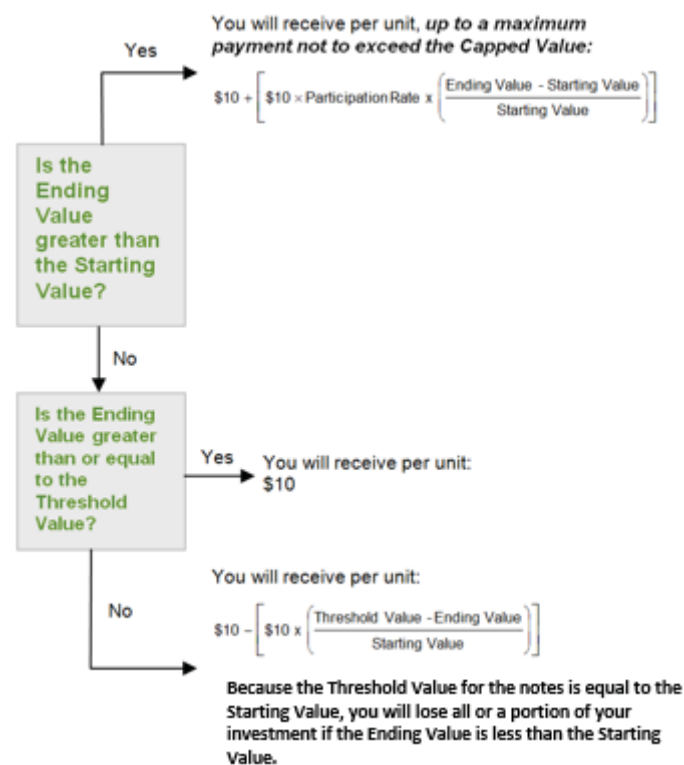 You will receive per unit, up to a maximum
payment not to exceed the Capped Value:
Yes
$10 + [ $10 × Participation Rate x ( Ending Value - Starting Value
Starting Value ) ]
Is the
Ending
Value
greater than
the Starting
Value?
No
Is the Ending
Value greater
than or equal
to the
Threshold
Value?
Yes
You will receive per unit:
$10
You will receive per unit:
No
$10 – [ $10 x ( Threshold Value - Ending Value
Starting Value ) ]
Because the Threshold Value for the notes is equal to the
Starting Value, you will lose all or a portion of your
investment if the Ending Value is less than the Starting
Value.